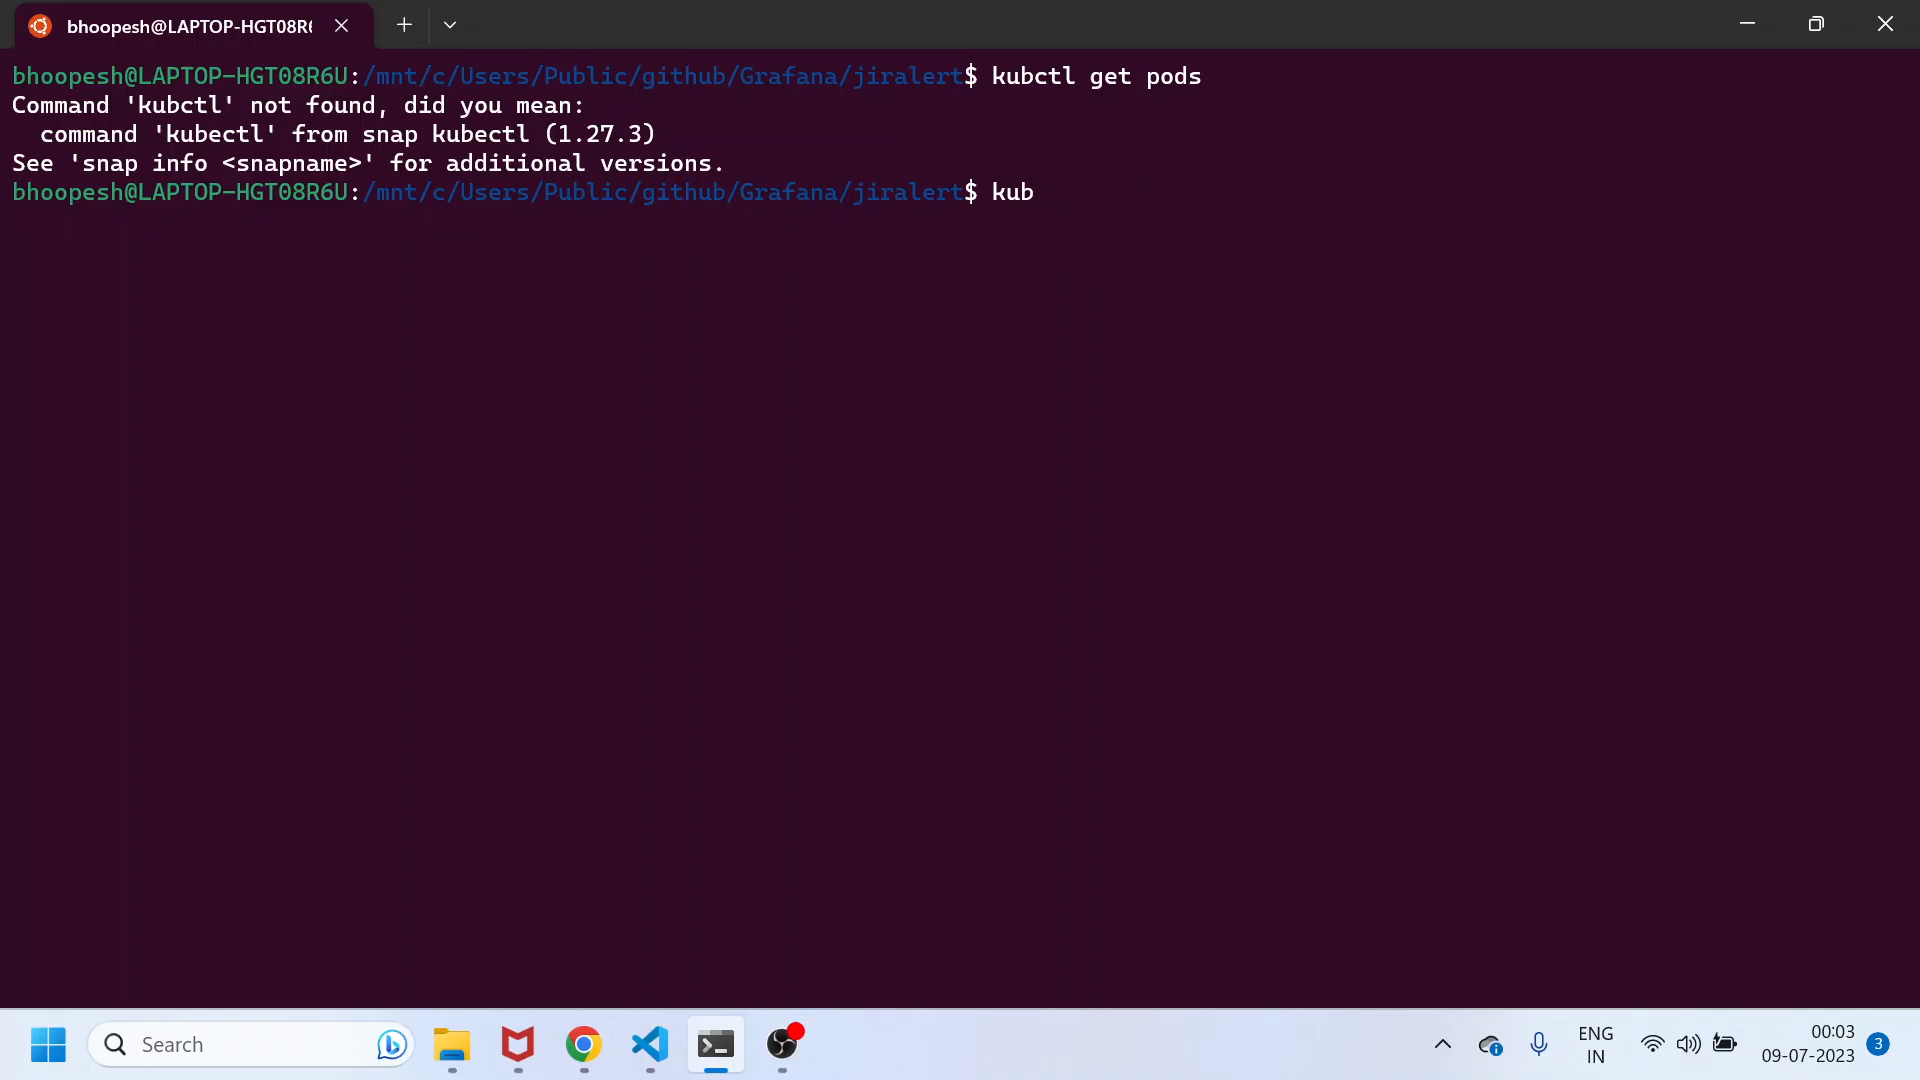 bhoopesh@LAPTOP-HGT08R6
bhoopesh@LAPTOP-HGT08R6U:/mnt/c/Users/Public/github/Grafana/jiralert$ kubctl get pods
Command 'kubctl' not found, did you mean:
  command 'kubectl' from snap kubectl (1.27.3)
See 'snap info <snapname>' for additional versions.
bhoopesh@LAPTOP-HGT08R6U:/mnt/c/Users/Public/github/Grafana/jiralert$ kub
Search
ENG
IN
00:03
09-07-2023
3